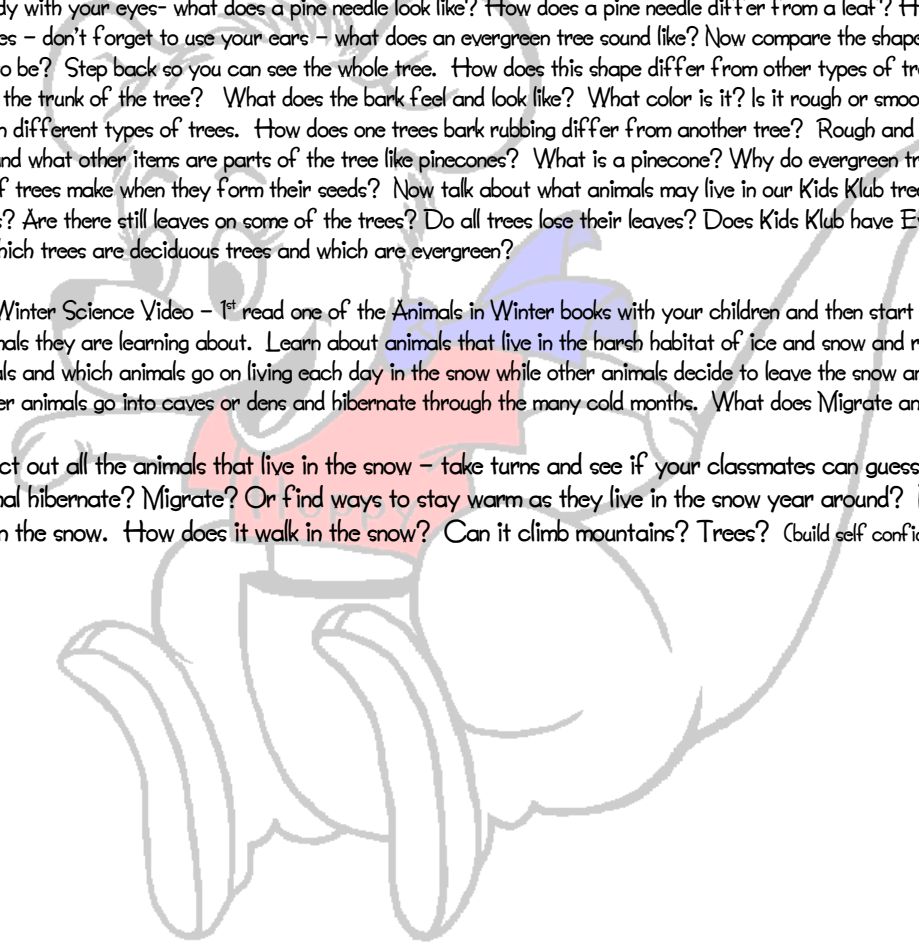 dy with your eyes- what does a pine needle look like? How does a pine needle differ from a leaf? H
es – don't forget to use your ears – what does an evergreen tree sound like? Now compare the shape
o be? Step back so you can see the whole tree. How does this shape differ from other types of tre
the trunk of the tree? What does the bark feel and look like? What color is it? Is it rough or smoo
n different types of trees. How does one trees bark rubbing differ from another tree? Rough and
nd what other items are parts of the tree like pinecones? What is a pinecone? Why do evergreen tr
f trees make when they form their seeds? Now talk about what animals may live in our Kids Klub tree
s? Are there still leaves on some of the trees? Do all trees lose their leaves? Does Kids Klub have E
hich trees are deciduous trees and which are evergreen?
Winter Science Video – 1st read one of the Animals in Winter books with your children and then start
nals they are learning about. Learn about animals that live in the harsh habitat of ice and snow and r
als and which animals go on living each day in the snow while other animals decide to leave the snow an
er animals go into caves or dens and hibernate through the many cold months. What does Migrate an
ct out all the animals that live in the snow – take turns and see if your classmates can guess
nal hibernate? Migrate? Or find ways to stay warm as they live in the snow year around?
Hoppy
n the snow. How does it walk in the snow? Can it climb mountains? Trees? (build self confid